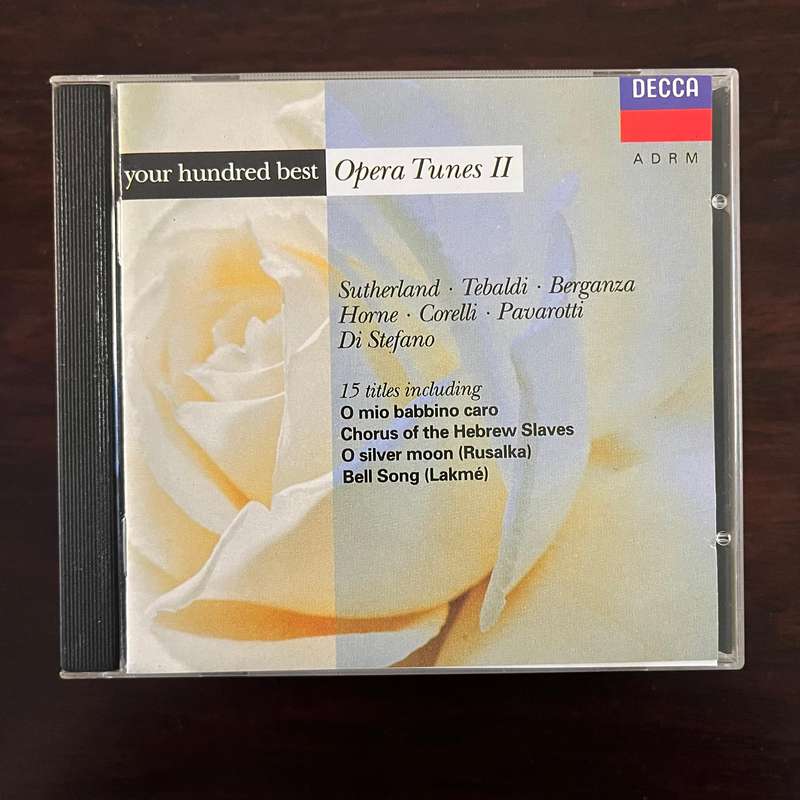 DECCA
ADRM
your hundred best Opera Tunes II
Sutherland · Tebaldi · Berganza
Horne · Corelli · Pavarotti
Di Stefano
15 titles including
O mio babbino caro
Chorus of the Hebrew Slaves
O silver moon (Rusalka)
Bell Song (Lakmé)